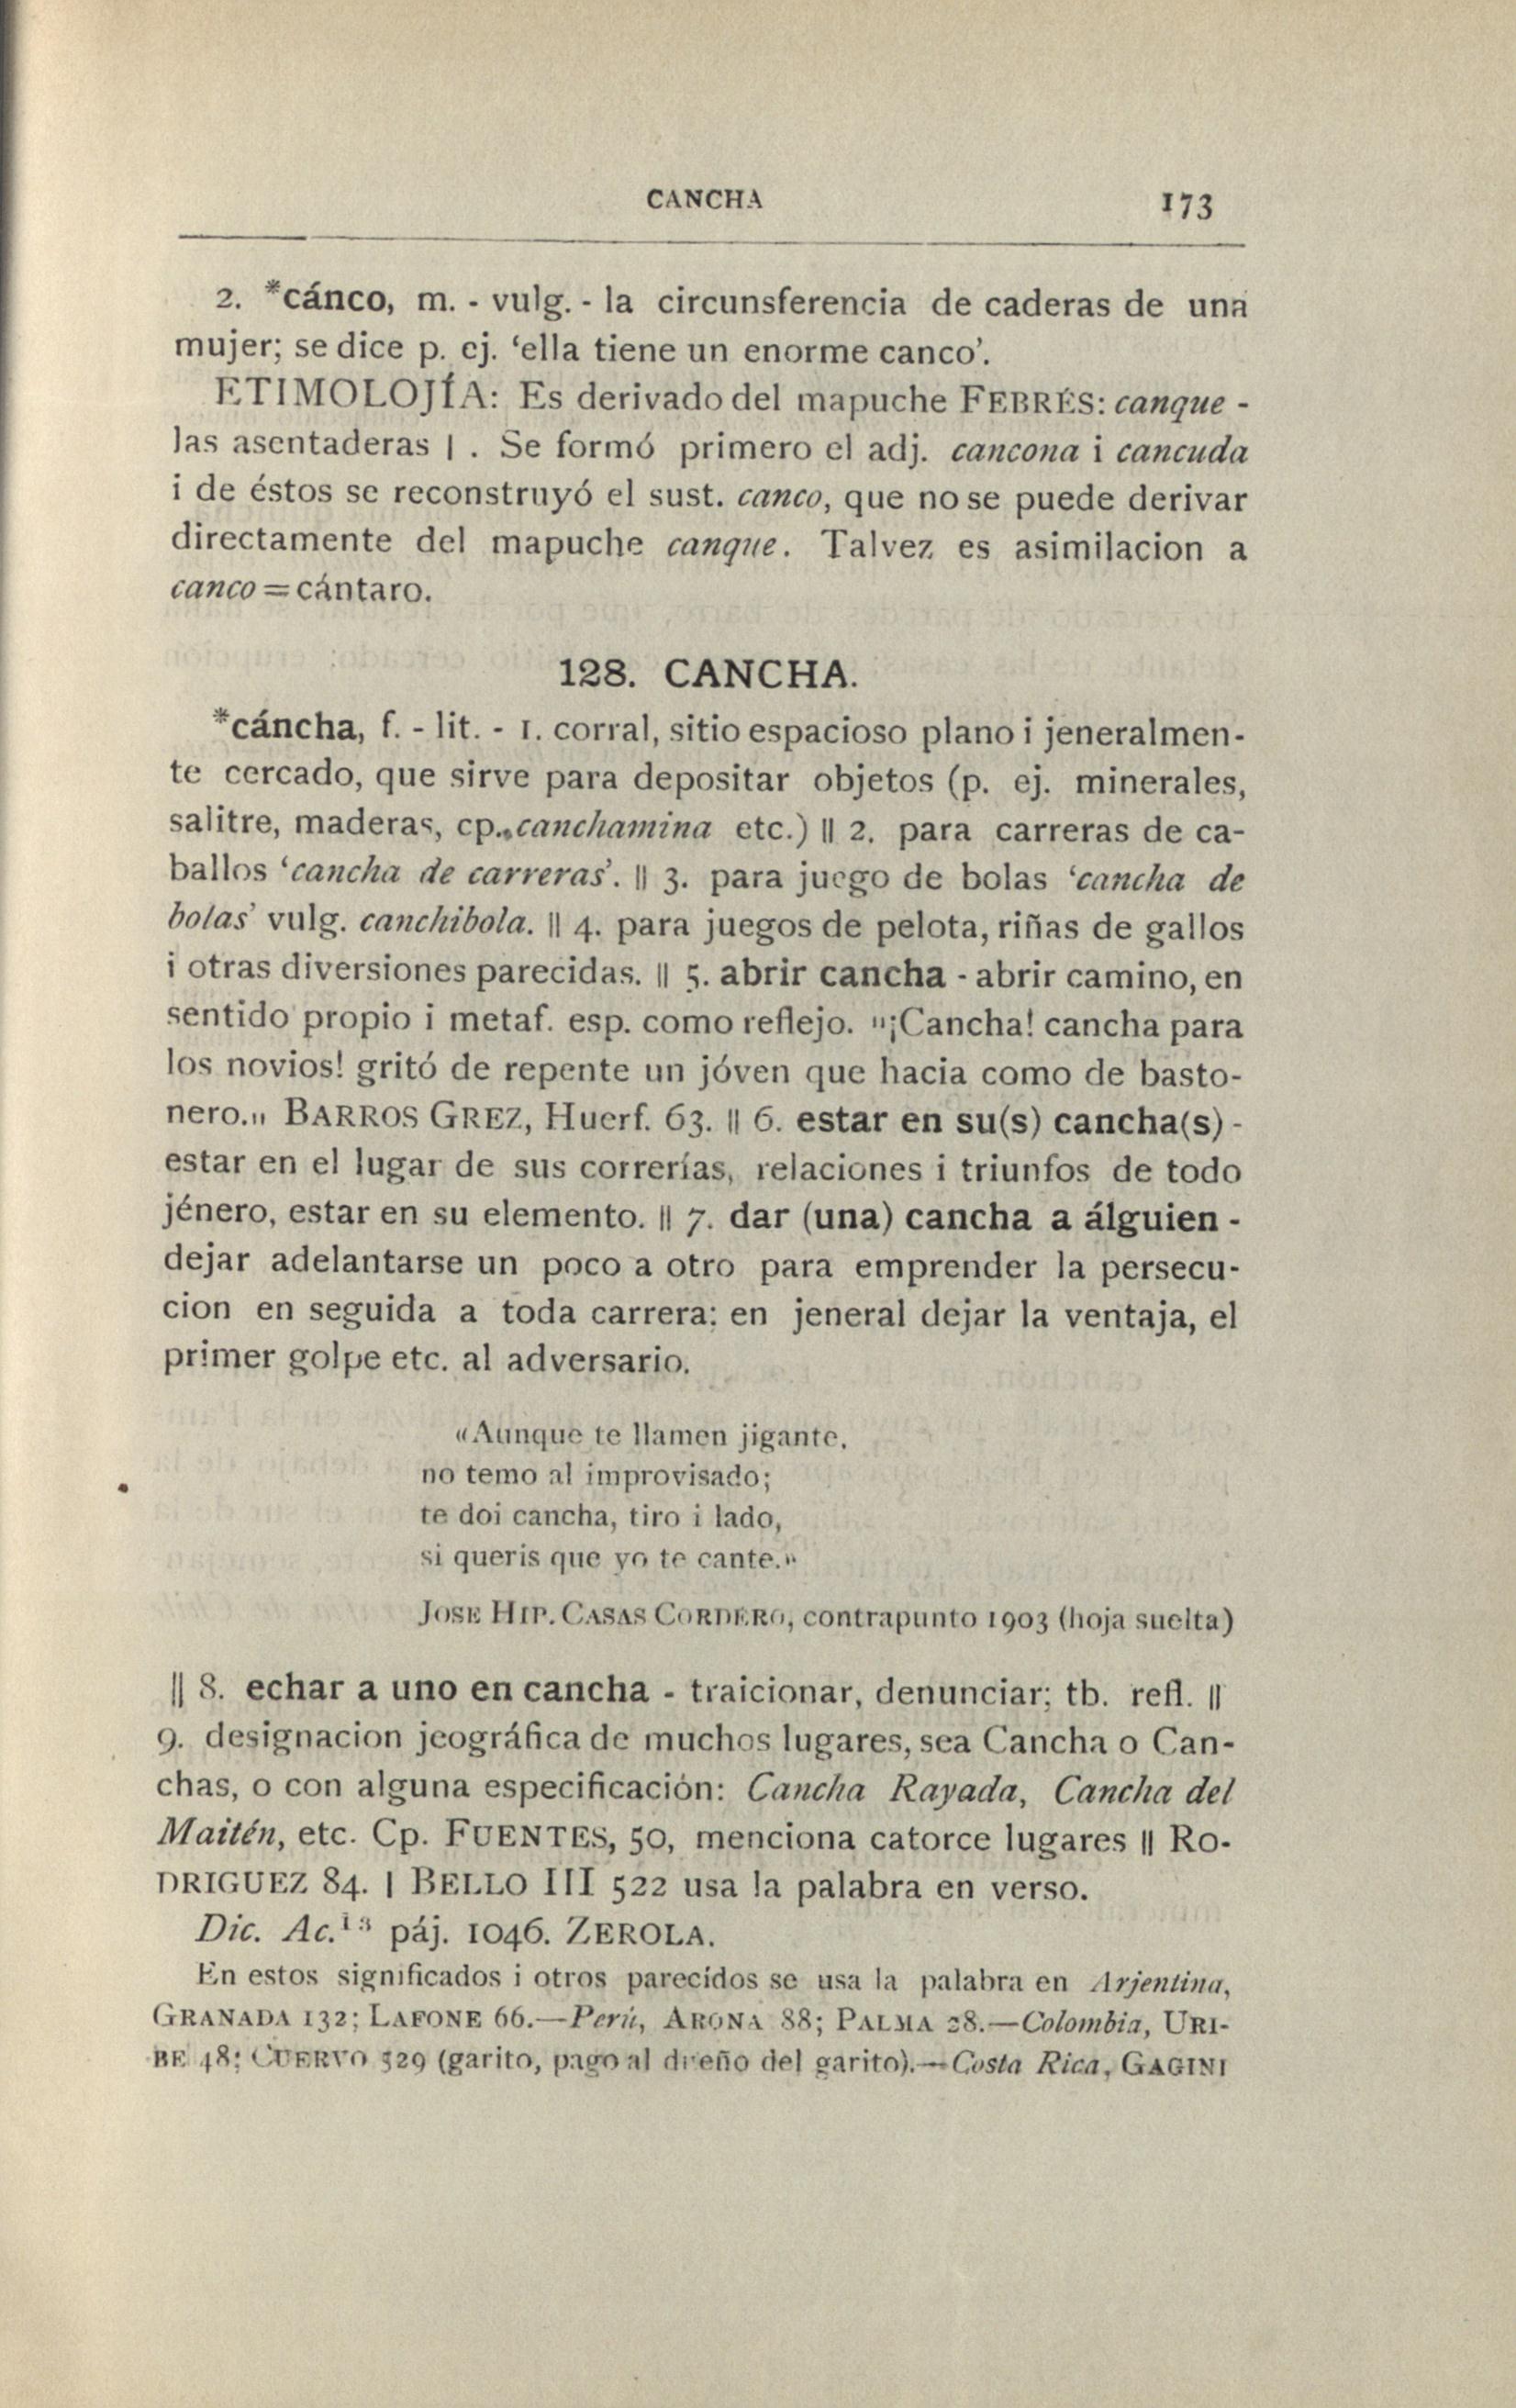 CANCHA 173
2. *cánco, m. - vulg. - la circunsferencia de caderas de una
mujer; se dice p. ej. ‘ella tiene un enorme canco’.
ETIMOLOJÍA: Es derivado del mapuche FEBRÉS: canque -
las asentaderas | . Se formó primero el adj. cancona i cancuda
i de éstos se reconstruyó el sust. canco, que no se puede derivar
directamente del mapuche canque. Talvez es asimilacion a
canco = cántaro.
128. CANCHA.
*cáncha, f. - lit. - 1. corral, sitio espacioso plano i jeneralmen-
te cercado, que sirve para depositar objetos (p. ej. minerales,
salitre, maderas, cp. canchamina etc.) || 2. para carreras de ca-
ballos ‘cancha de carreras’. || 3. para juego de bolas ‘cancha de
bolas’ vulg. canchibola. || 4. para juegos de pelota, riñas de gallos
i otras diversiones parecidas. || 5. abrir cancha - abrir camino, en
sentido propio i metaf. esp. como reflejo. "¡Cancha! cancha para
los novios! gritó de repente un jóven que hacia como de basto-
nero.„ BARROS GREZ, Huerf. 63. || 6. estar en su(s) cancha(s) -
estar en el lugar de sus correrías, relaciones i triunfos de todo
jénero, estar en su elemento. || 7. dar (una) cancha a álguien -
dejar adelantarse un poco a otro para emprender la persecu-
cion en seguida a toda carrera; en jeneral dejar la ventaja, el
primer golpe etc. al adversario.
«Aunque te llamen jigante,
no temo al improvisado;
te doi cancha, tiro i lado,
si queris que yo te cante.»
JOSE HIP. CASAS CORDERO, contrapunto 1903 (hoja suelta)
|| 8. echar a uno en cancha - traicionar, denunciar; tb. refl. ||
9. designacion jeográfica de muchos lugares, sea Cancha o Can-
chas, o con alguna especificación: Cancha Rayada, Cancha del
Maitén, etc. Cp. FUENTES, 50, menciona catorce lugares || RO-
DRIGUEZ 84. | BELLO III 522 usa la palabra en verso.
Dic. Ac.¹³ páj. 1046. ZEROLA.
En estos significados i otros parecidos se usa la palabra en Arjentina,
GRANADA 132; LAFONE 66.—Perú, ARONA 88; PALMA 28.—Colombia, URI-
BE 48; CUERVO 529 (garito, pago al dueño del garito).—Costa Rica, GAGINI